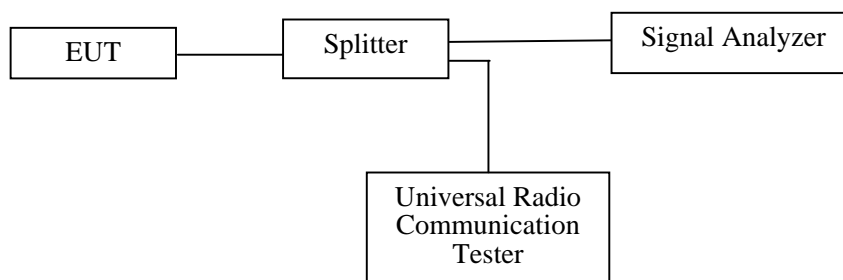 EUT
Splitter
Signal Analyzer
Universal Radio
Communication
Tester